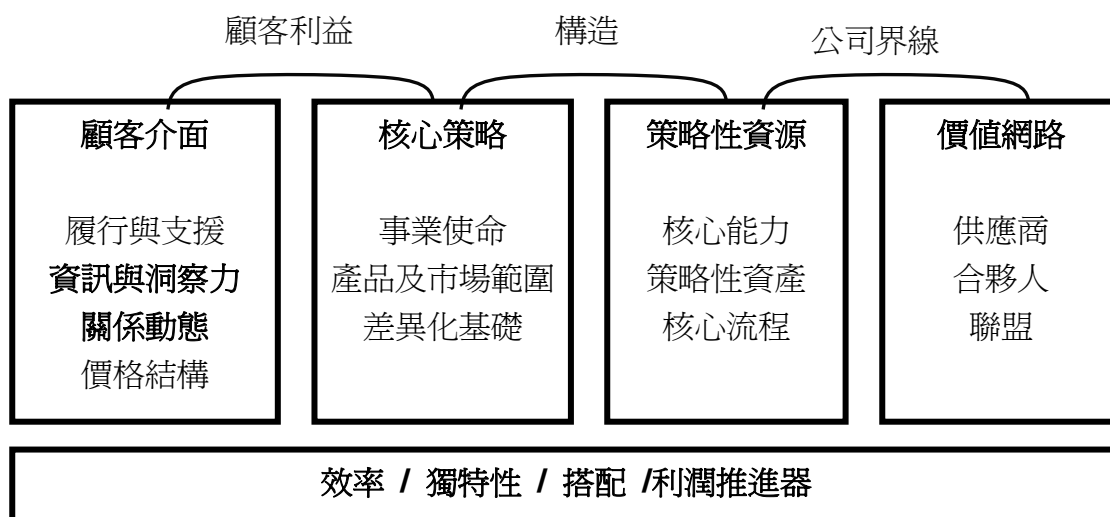 顧客利益
構造
公司界線
顧客介面
履行與支援
資訊與洞察力
關係動態
價格結構
核心策略
事業使命
產品及市場範圍
差異化基礎
策略性資源
核心能力
策略性資產
核心流程
價值網路
供應商
合夥人
聯盟
效率 / 獨特性 / 搭配 /利潤推進器